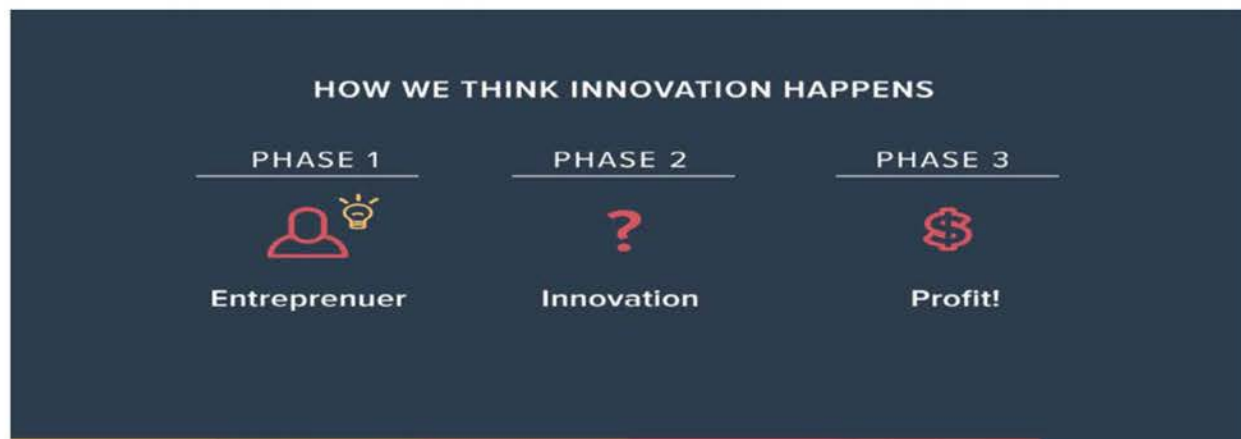 HOW WE THINK INNOVATION HAPPENS
PHASE 1 PHASE 2 PHASE 3
?
$
Entreprenuer Innovation Profit!